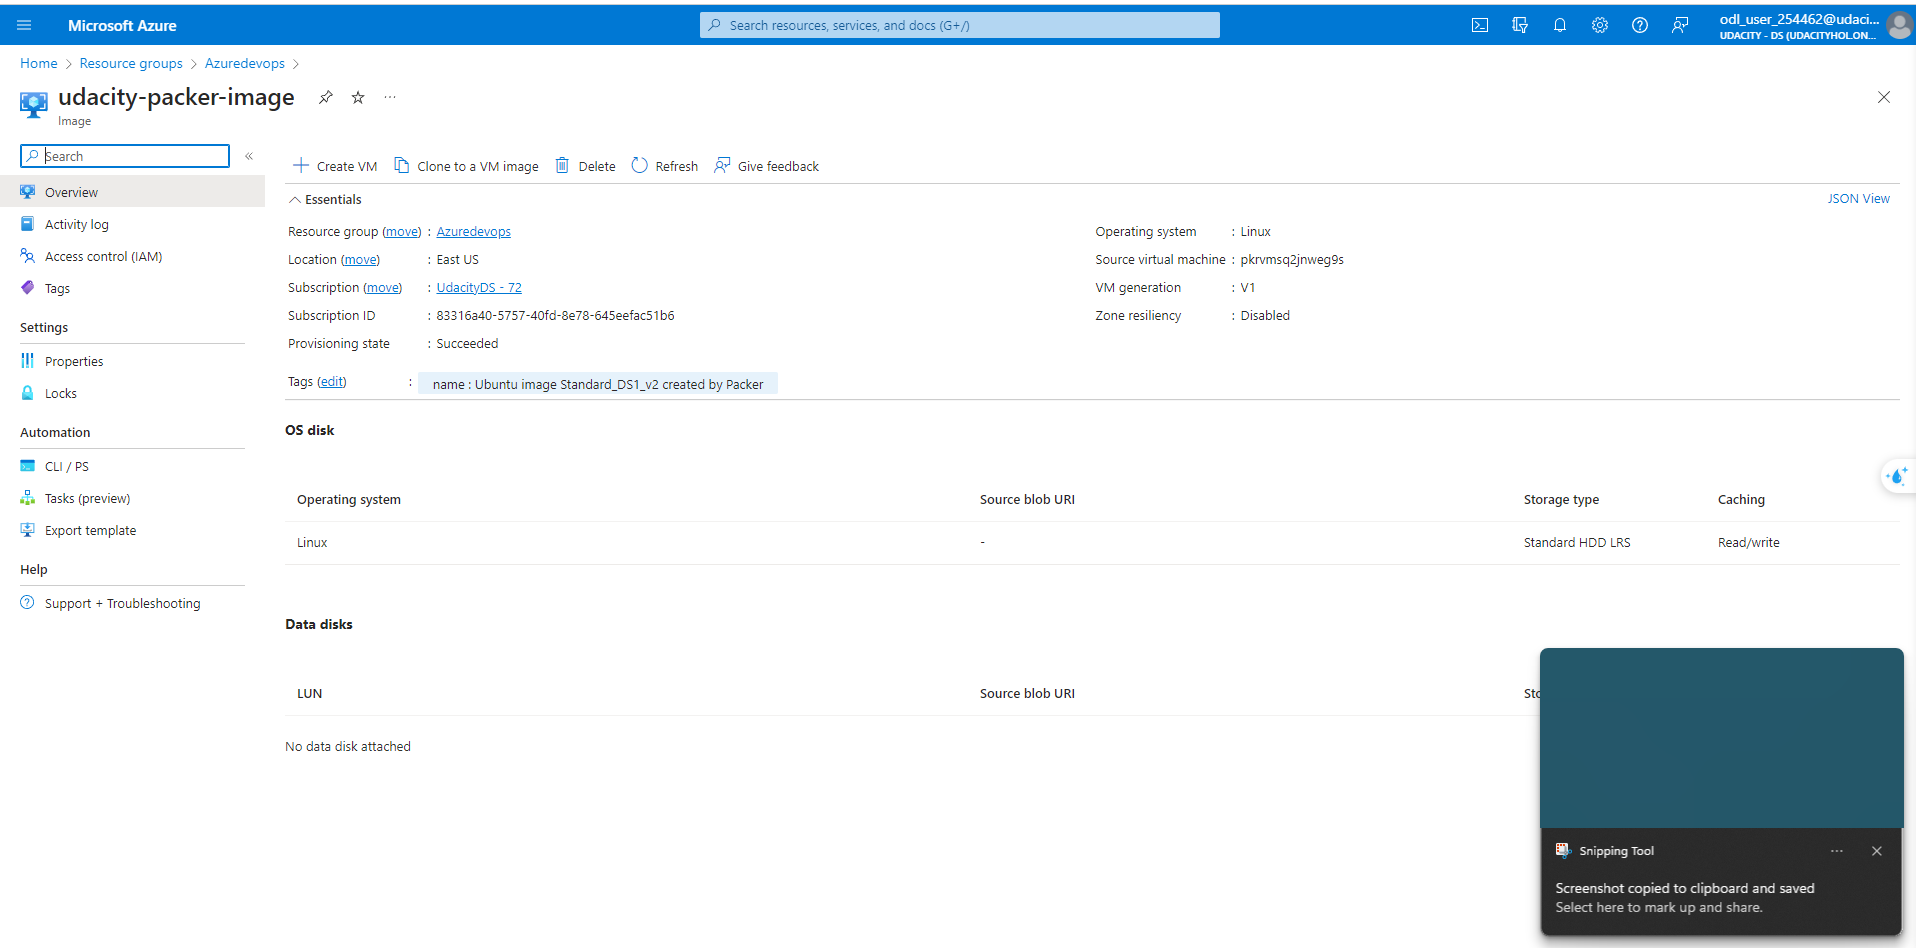 Microsoft Azure
Search resources, services, and docs (G+/)
odl_user_254462@udaci...
UDACITY - DS (UDACITYHOL.ON...
Home > Resource groups > Azuredevops >
udacity-packer-image
Image
Search
Overview
Activity log
Access control (IAM)
Tags
Settings
Properties
Locks
Automation
CLI / PS
Tasks (preview)
Export template
Help
Support + Troubleshooting
Create VM Clone to a VM image Delete Refresh Give feedback
Essentials
JSON View
Resource group (move) : Azuredevops
Location (move) : East US
Subscription (move) : UdacityDS - 72
Subscription ID : 83316a40-5757-40fd-8e78-645eefac51b6
Provisioning state : Succeeded
Operating system : Linux
Source virtual machine : pkrvmsq2jnweg9s
VM generation : V1
Zone resiliency : Disabled
Tags (edit) : name : Ubuntu image Standard_DS1_v2 created by Packer
OS disk
Operating system Source blob URI Storage type Caching
Linux - Standard HDD LRS Read/write
Data disks
LUN Source blob URI Sto
No data disk attached
Snipping Tool
Screenshot copied to clipboard and saved
Select here to mark up and share.